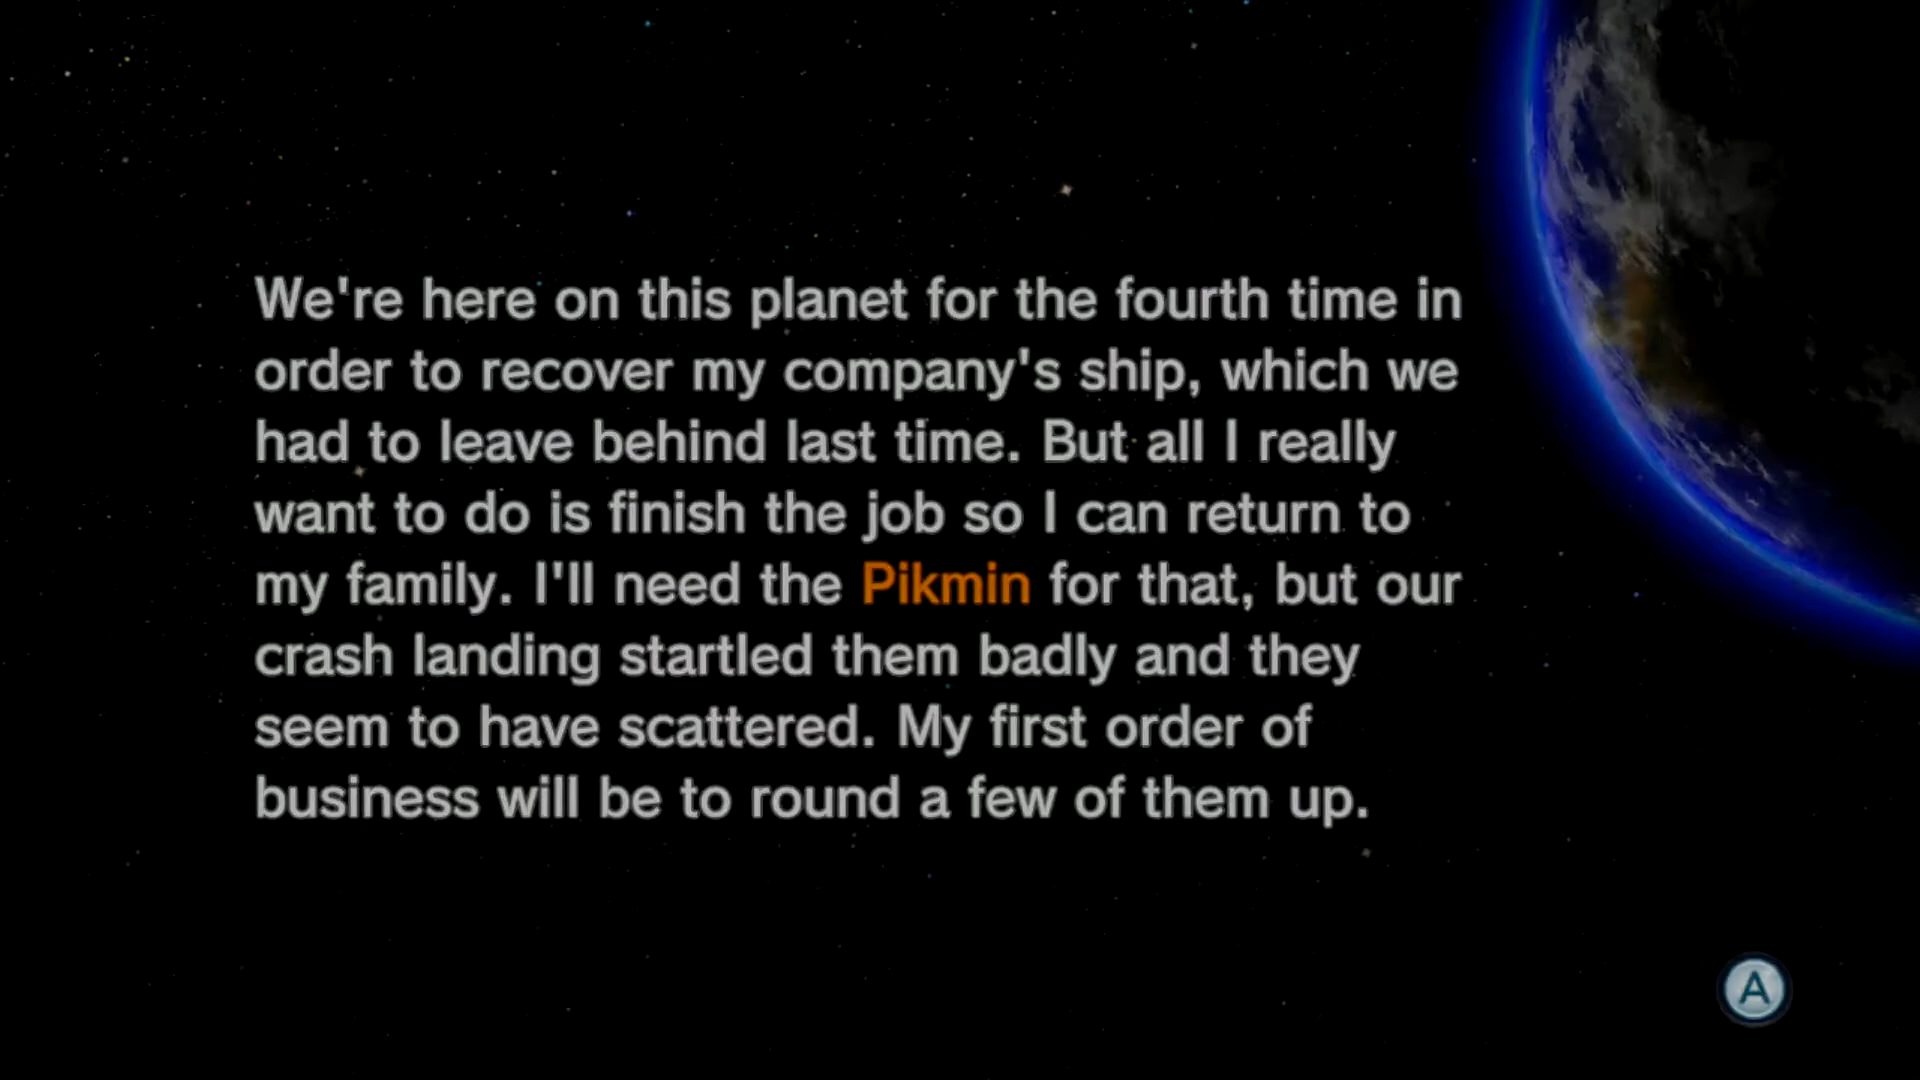 We're here on this planet for the fourth time in
order to recover my company's ship, which we
had to leave behind last time. But all I really
want to do is finish the job so I can return to
my family. I'll need the Pikmin for that, but our
crash landing startled them badly and they
seem to have scattered. My first order of
business will be to round a few of them up.
A